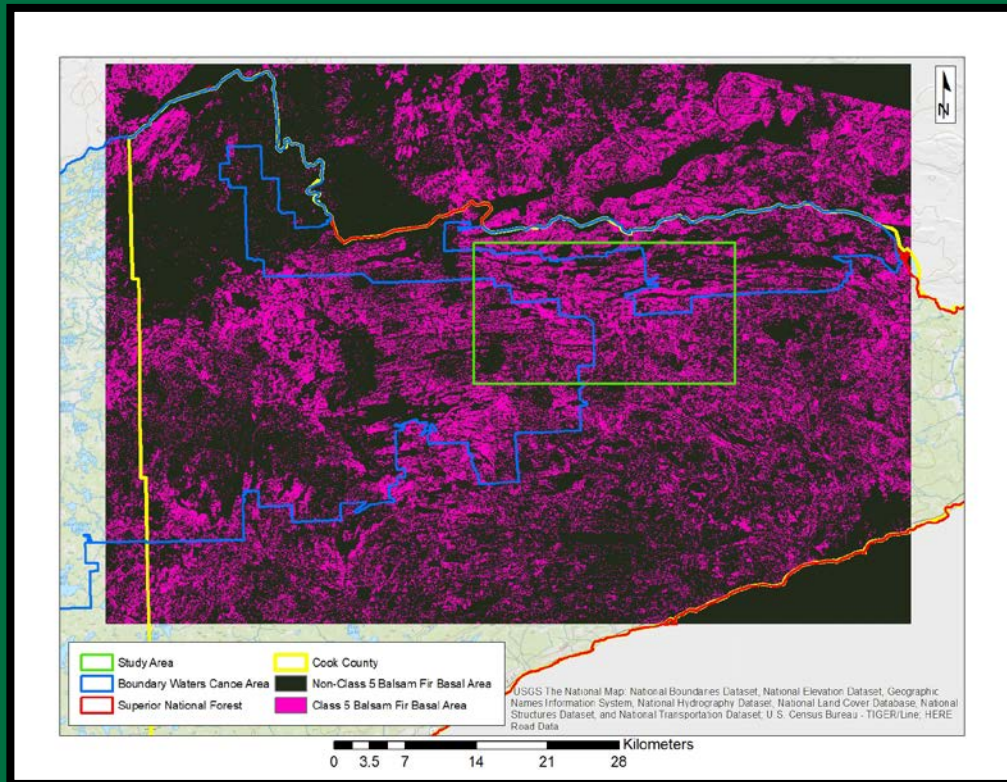 N
Study Area
Boundary Waters Canoe Area
Superior National Forest
Cook County
Non-Class 5 Balsam Fir Basal Area
Class 5 Balsam Fir Basal Area
USGS The National Map: National Boundaries Dataset, National Elevation Dataset, Geographic
Names Information System, National Hydrography Dataset, National Land Cover Database, National
Structures Dataset, and National Transportation Dataset; U.S. Census Bureau - TIGER/Line; HERE
Road Data
Kilometers
0 3.5 7 14 21 28